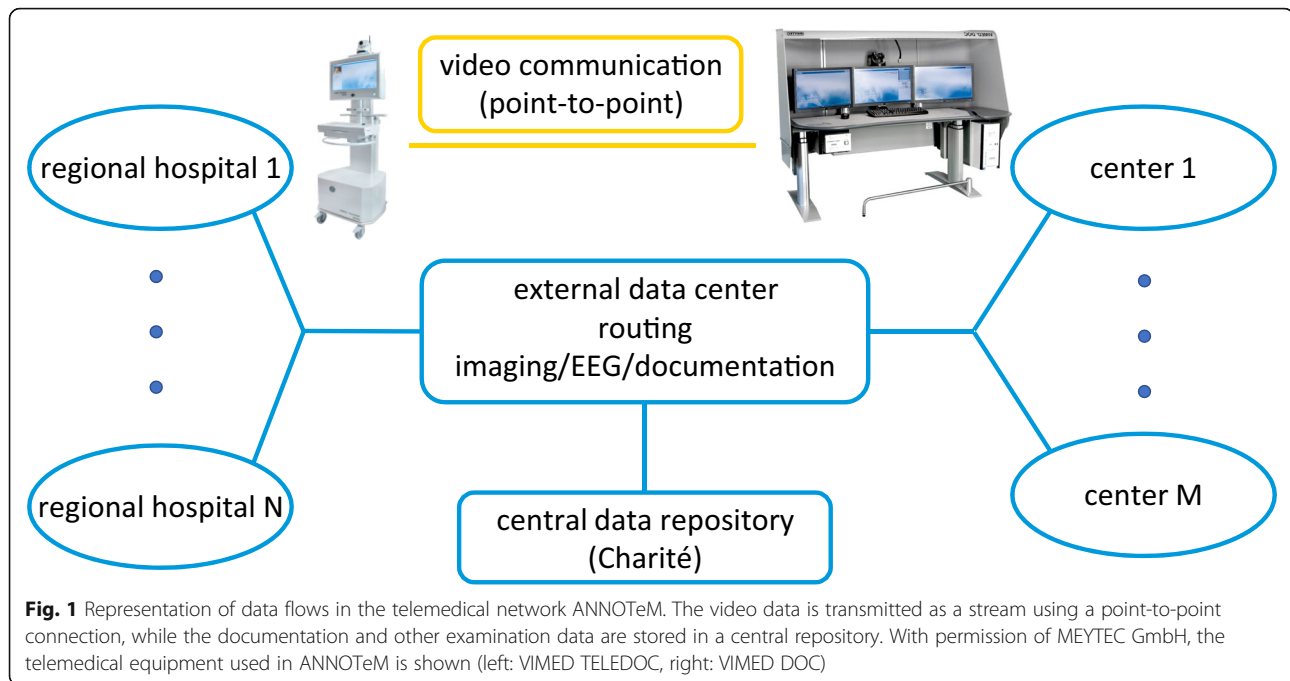 video communication
(point-to-point)
regional hospital 1
center 1
external data center
routing
imaging/EEG/documentation
regional hospital N
center M
central data repository
(Charité)
Fig. 1 Representation of data flows in the telemedical network ANNOTeM. The video data is transmitted as a stream using a point-to-point
connection, while the documentation and other examination data are stored in a central repository. With permission of MEYTEC GmbH, the
telemedical equipment used in ANNOTeM is shown (left: VIMED TELEDOC, right: VIMED DOC)